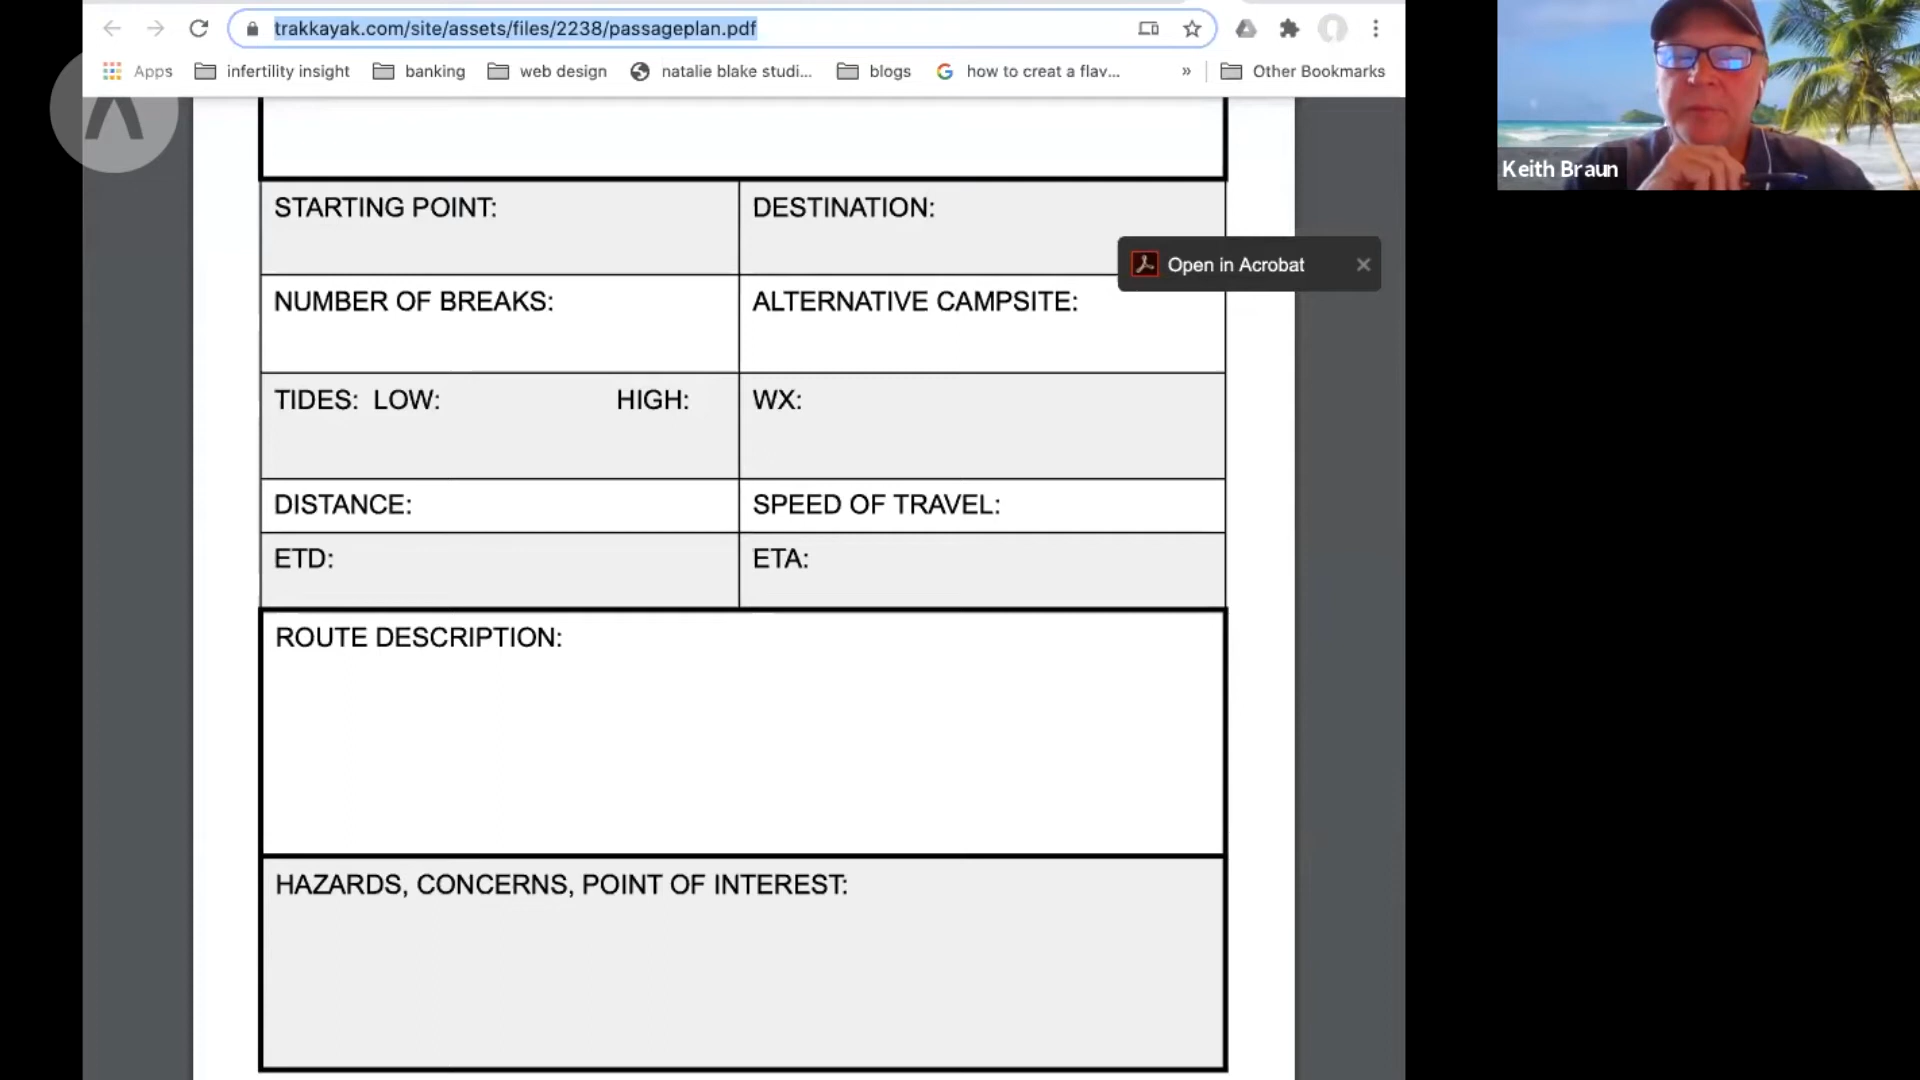 trakkayak.com/site/assets/files/2238/passageplan.pdf
Apps infertility insight banking web design natalie blake studi... blogs how to creat a flav... » Other Bookmarks
Keith Braun
STARTING POINT: DESTINATION:
Open in Acrobat
NUMBER OF BREAKS: ALTERNATIVE CAMPSITE:
TIDES: LOW: HIGH: WX:
DISTANCE: SPEED OF TRAVEL:
ETD: ETA:
ROUTE DESCRIPTION:
HAZARDS, CONCERNS, POINT OF INTEREST: